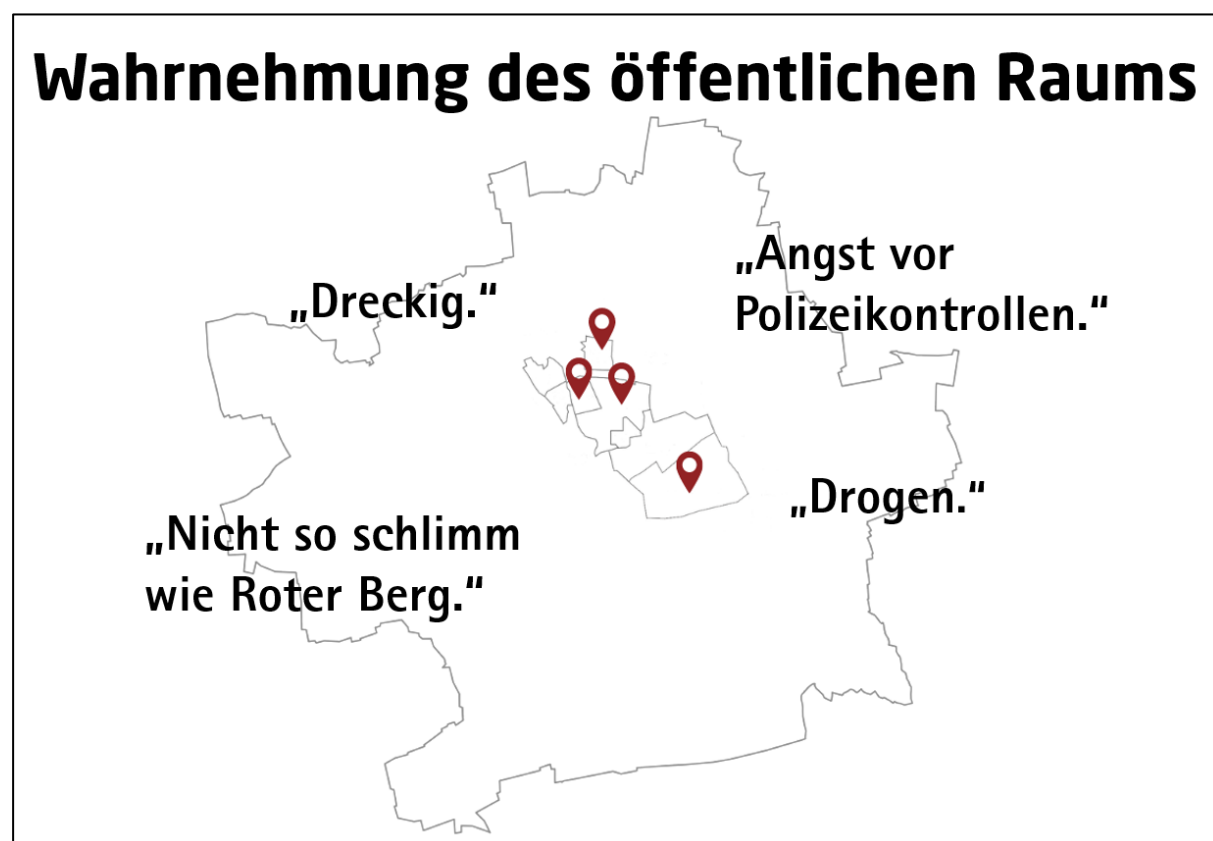 Wahrnehmung des öffentlichen Raums
„Angst vor
Polizeikontrollen.“
„Dreckig.“
„Drogen.“
„Nicht so schlimm
wie Roter Berg.“